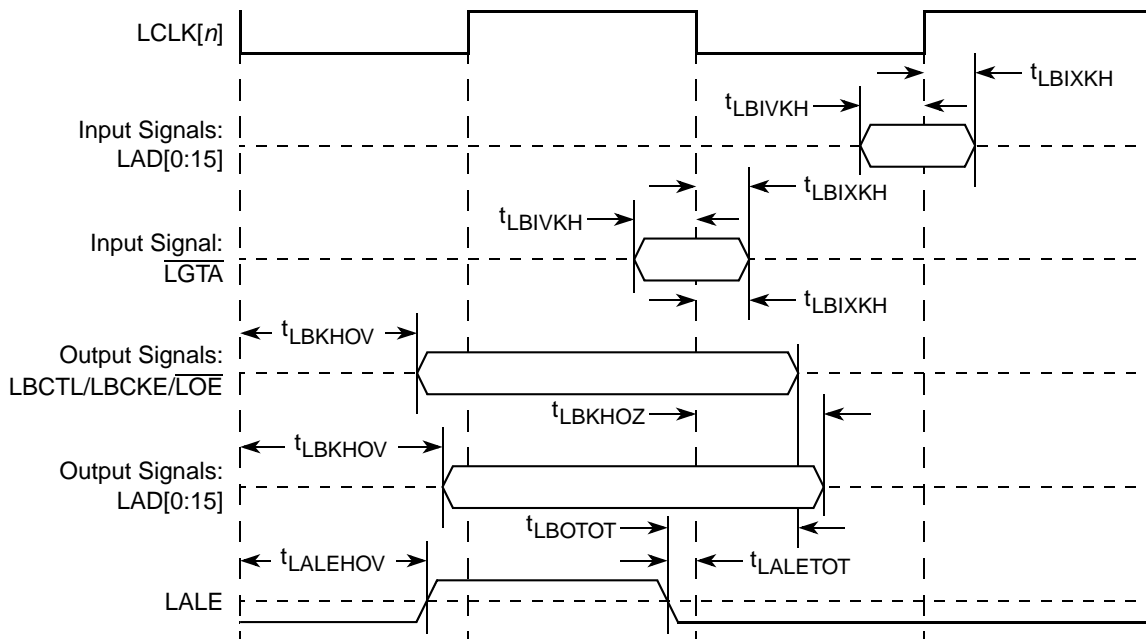 LCLK[n]
tLBIXKH
tLBIVKH
Input Signals:
LAD[0:15]
tLBIXKH
tLBIVKH
Input Signal:
LGTA
tLBIXKH
tLBKHOV
Output Signals:
LBCTL/LBCKE/LOE
tLBKHOZ
tLBKHOV
Output Signals:
LAD[0:15]
tLBOTOT
tLALEHOV
tLALETOT
LALE